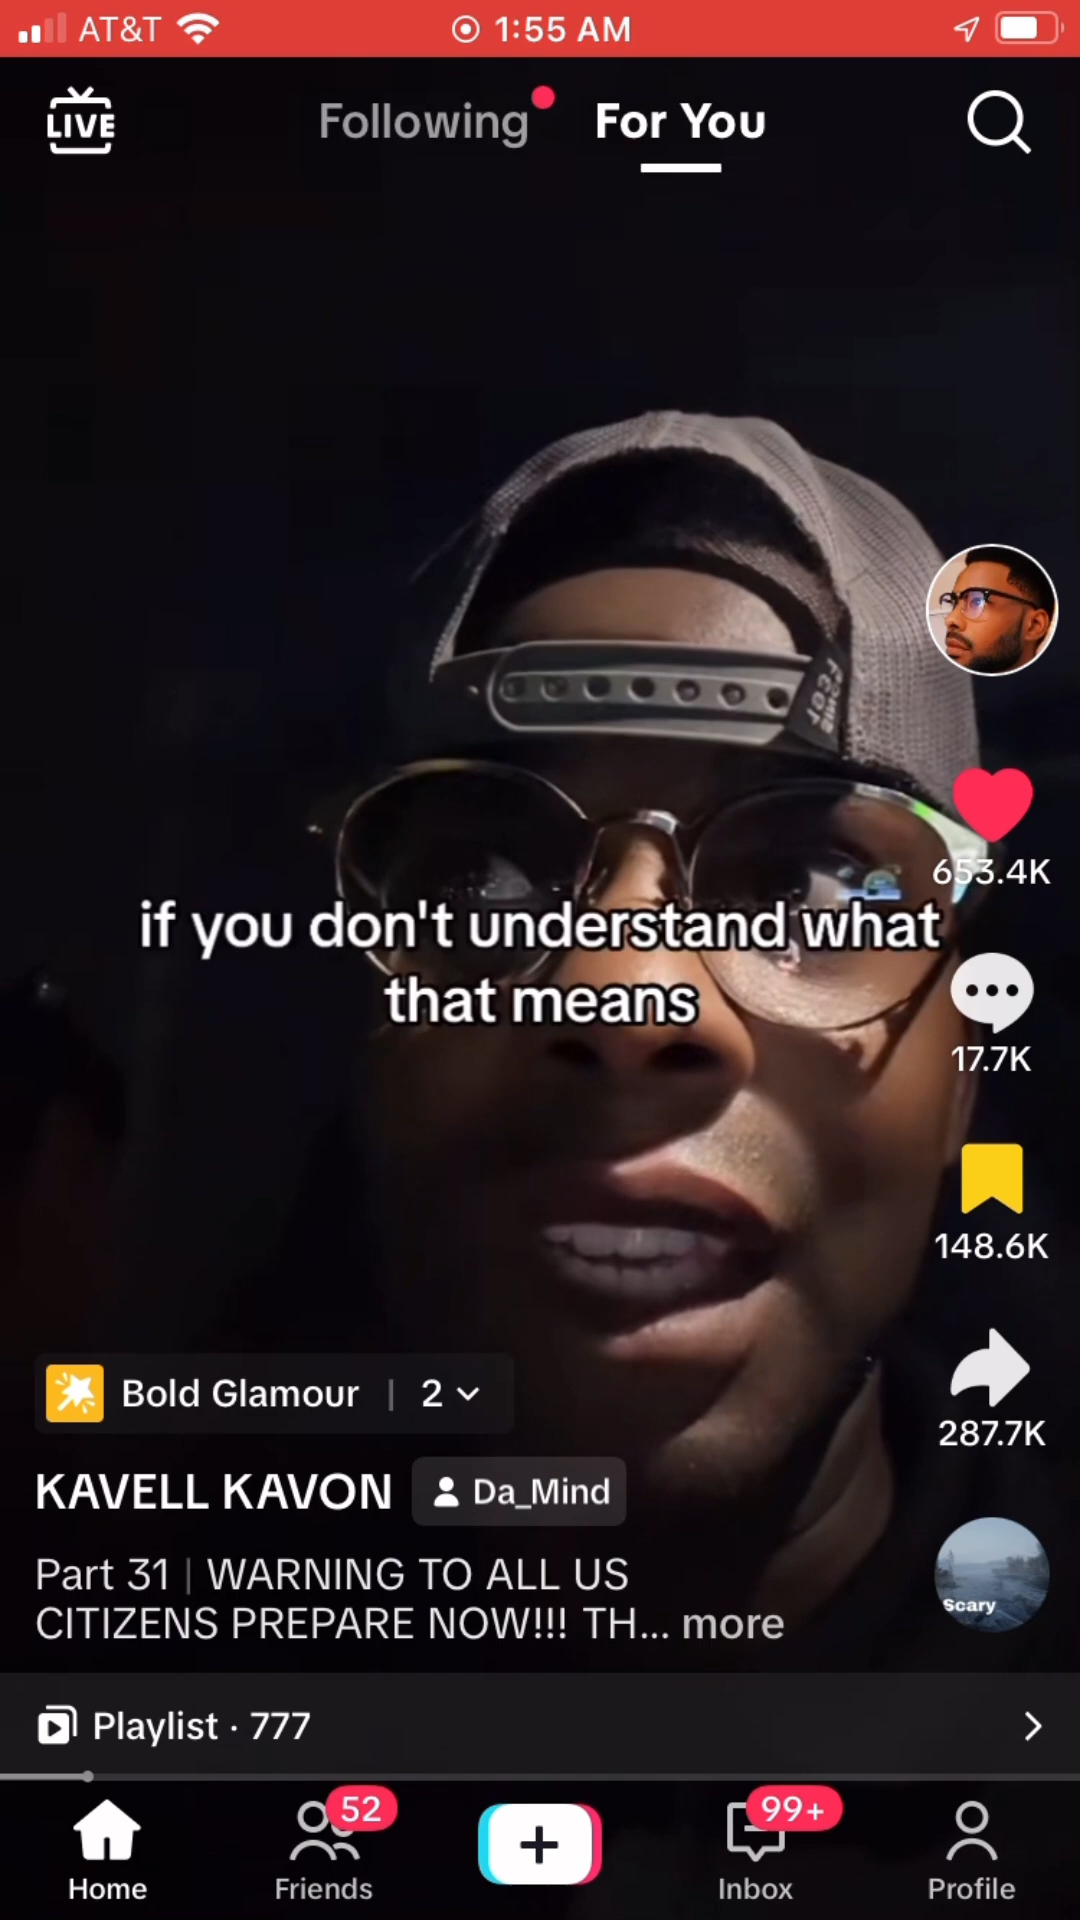 AT&T 1:55 AM
LIVE Following For You
653.4K
if you don't understand what
that means
17.7K
148.6K
Bold Glamour | 2
287.7K
KAVELL KAVON Da_Mind
Part 31 | WARNING TO ALL US
CITIZENS PREPARE NOW!!! TH... more
Scary
Playlist · 777
52 99+
Home Friends Inbox Profile